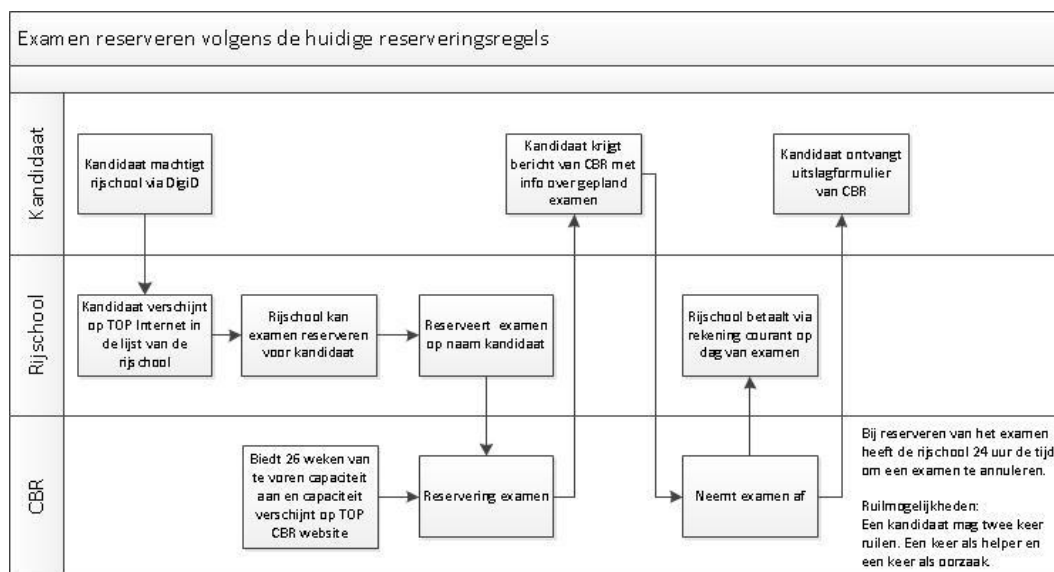 Examen reserveren volgens de huidige reserveringsregels
Kandidaat
Kandidaat machtigt
rijschool via DigiD
Kandidaat krijgt
bericht van CBR met
info over gepland
examen
Kandidaat ontvangt
uitslagformulier
van CBR
Rijschool
Kandidaat verschijnt
op TOP Internet in
de lijst van de
rijschool
Rijschool kan
examen reserveren
voor kandidaat
Reserveert examen
op naam kandidaat
Rijschool betaalt via
rekening courant op
dag van examen
CBR
Biedt 26 weken van
te voren capaciteit
aan en capaciteit
verschijnt op TOP
CBR website
Reservering examen
Neemt examen af
Bij reserveren van het examen
heeft de rijschool 24 uur de tijd
om een examen te annuleren.
Ruilmogelijkheden:
Een kandidaat mag twee keer
ruilen. Een keer als helper en
een keer als oorzaak.